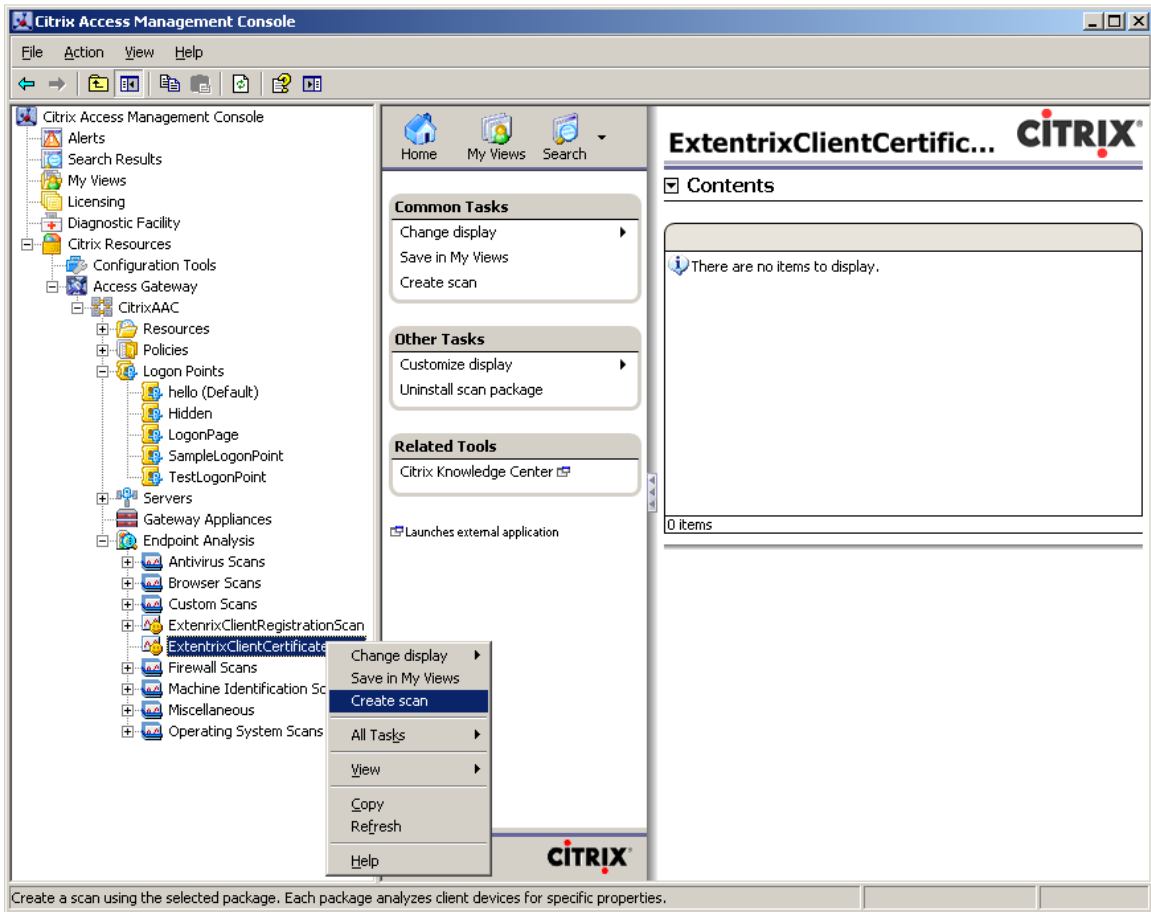 Citrix Access Management Console
File Action View Help
Citrix Access Management Console
Alerts
Search Results
My Views
Licensing
Diagnostic Facility
Citrix Resources
Configuration Tools
Access Gateway
CitrixAAC
Resources
Policies
Logon Points
hello (Default)
Hidden
LogonPage
SampleLogonPoint
TestLogonPoint
Servers
Gateway Appliances
Endpoint Analysis
Antivirus Scans
Browser Scans
Custom Scans
ExtenrixClientRegistrationScan
ExtentrixClientCertificate
Firewall Scans
Machine Identification Sc
Miscellaneous
Operating System Scans
Change display
Save in My Views
Create scan
All Tasks
View
Copy
Refresh
Help
Home My Views Search
Common Tasks
Change display
Save in My Views
Create scan
Other Tasks
Customize display
Uninstall scan package
Related Tools
Citrix Knowledge Center
Launches external application
CITRIX
ExtentrixClientCertific... CITRIX
Contents
There are no items to display.
0 items
Create a scan using the selected package. Each package analyzes client devices for specific properties.